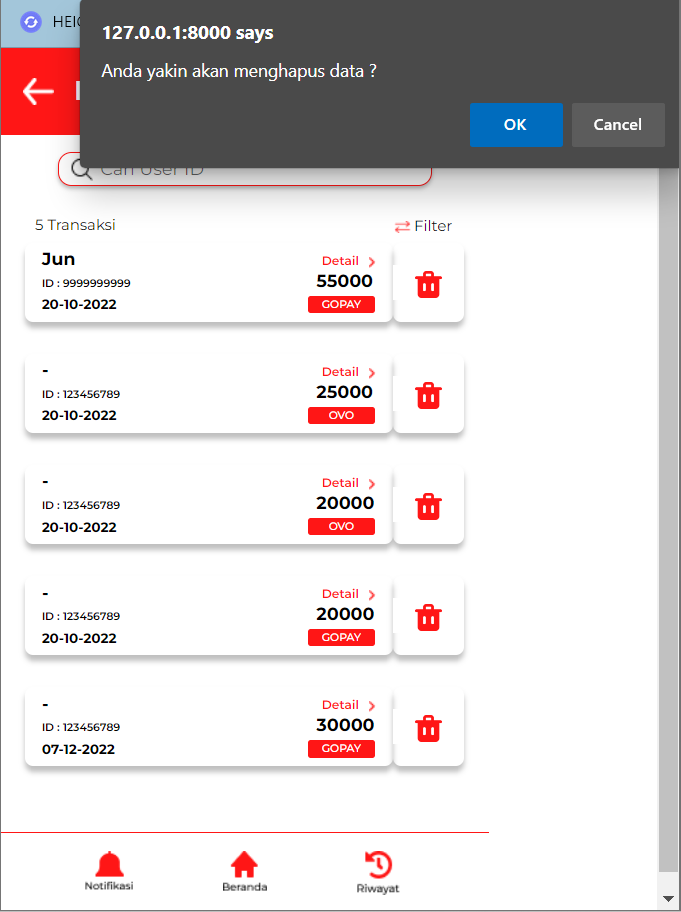 127.0.0.1:8000 says
Anda yakin akan menghapus data ?
OK
Cancel
Cari User ID
5 Transaksi
Filter
Jun
Detail
ID : 9999999999
55000
20-10-2022
GOPAY
-
Detail
ID : 123456789
25000
20-10-2022
OVO
-
Detail
ID : 123456789
20000
20-10-2022
OVO
-
Detail
ID : 123456789
20000
20-10-2022
GOPAY
-
Detail
ID : 123456789
30000
07-12-2022
GOPAY
Notifikasi
Beranda
Riwayat